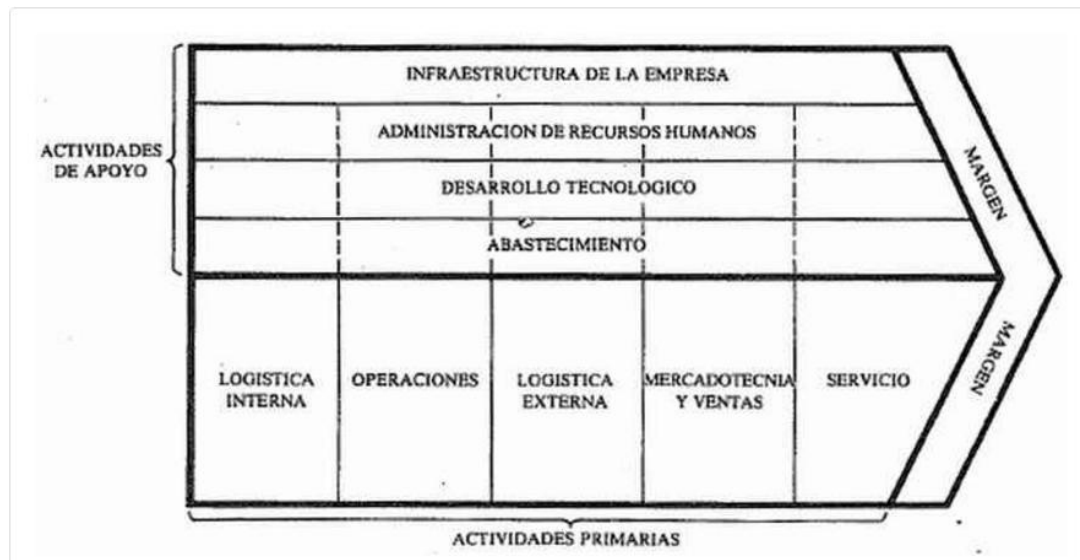 INFRAESTRUCTURA DE LA EMPRESA
ADMINISTRACION DE RECURSOS HUMANOS
ACTIVIDADES
DE APOYO
DESARROLLO TECNOLOGICO
ABASTECIMIENTO
MARGEN
LOGISTICA
INTERNA
OPERACIONES
LOGISTICA
EXTERNA
MERCADOTECNIA
Y VENTAS
SERVICIO
MARGEN
ACTIVIDADES PRIMARIAS